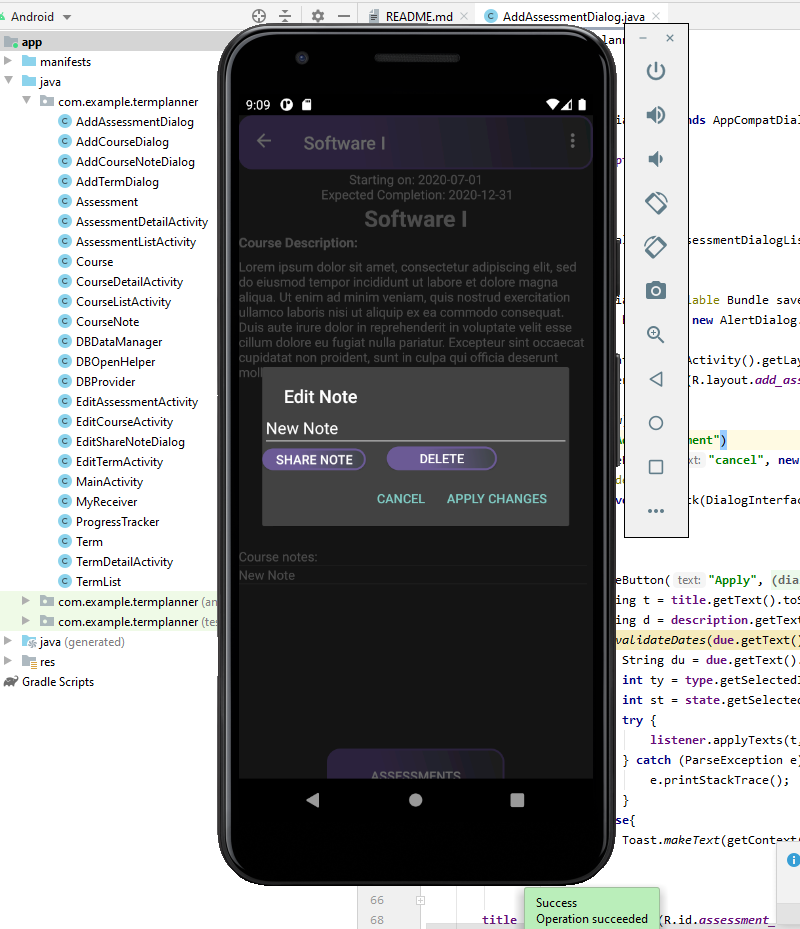 Android
README.md
AddAssessmentDialog.java
app
manifests
java
com.example.termplanner
AddAssessmentDialog
AddCourseDialog
AddCourseNoteDialog
AddTermDialog
Assessment
AssessmentDetailActivity
AssessmentListActivity
Course
CourseDetailActivity
CourseListActivity
CourseNote
DBDataManager
DBOpenHelper
DBProvider
EditAssessmentActivity
EditCourseActivity
EditShareNoteDialog
EditTermActivity
MainActivity
MyReceiver
ProgressTracker
Term
TermDetailActivity
TermList
com.example.termplanner (an
com.example.termplanner (tes
java (generated)
res
Gradle Scripts
9:09
Software I
Starting on: 2020-07-01
Expected Completion: 2020-12-31
Software I
Course Description:
Lorem ipsum dolor sit amet, consectetur adipiscing elit, sed
do eiusmod tempor incididunt ut labore et dolore magna
aliqua. Ut enim ad minim veniam, quis nostrud exercitation
ullamco laboris nisi ut aliquip ex ea commodo consequat.
Duis aute irure dolor in reprehenderit in voluptate velit esse
cillum dolore eu fugiat nulla pariatur. Excepteur sint occaecat
cupidatat non proident, sunt in culpa qui officia deserunt
moll
Edit Note
New Note
SHARE NOTE
DELETE
CANCEL
APPLY CHANGES
Course notes:
New Note
ASSESSMENTS
nds AppCompatDial
ssmentDialogLis
able Bundle save
new AlertDialog.
Activity().getLay
(R.layout.add_ass
ment")
xt: "cancel", new
ck(DialogInterfac
eButton( text: "Apply", (dia
ing t = title.getText().toS
ing d = description.getText
validateDates(due.getText()
String du = due.getText().
int ty = type.getSelectedI
int st = state.getSelected
try {
listener.applyTexts(t,
} catch (ParseException e)
e.printStackTrace();
}
se{
Toast.makeText(getContext
66
68
title
(R.id.assessment_
Success
Operation succeeded